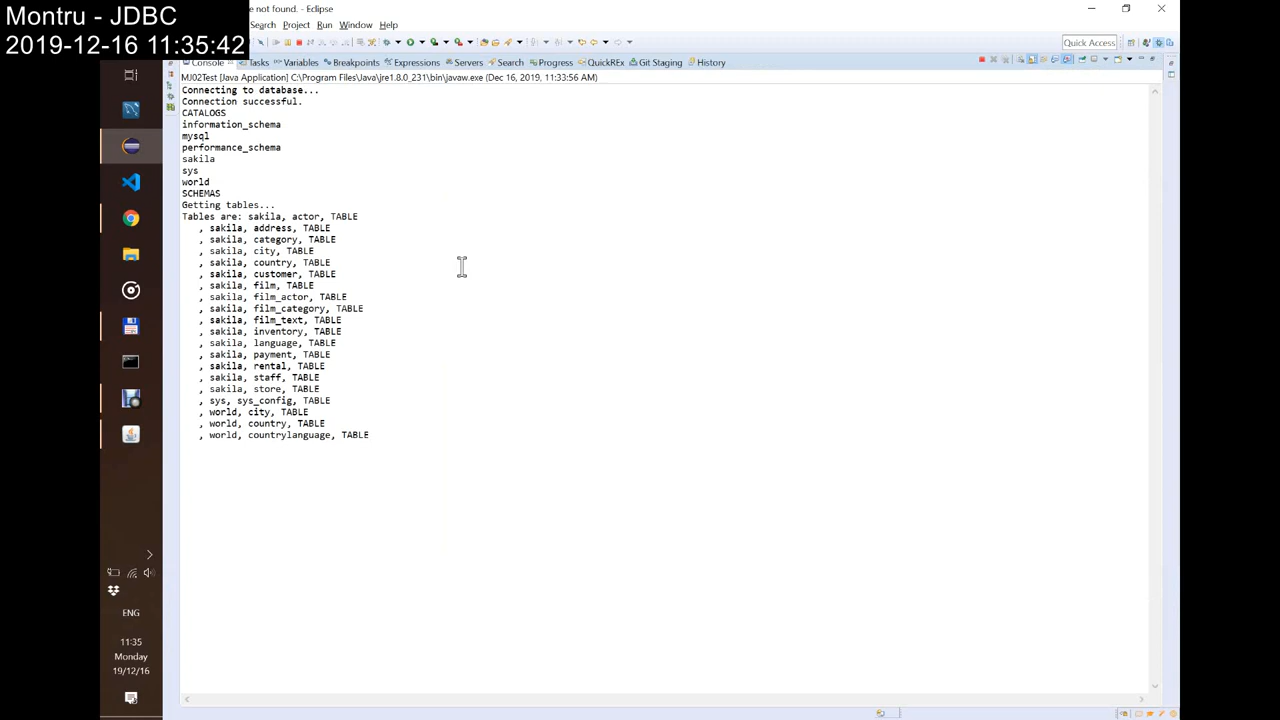 Montru - JDBC
2019-12-16 11:35:42
e not found. - Eclipse
Search Project Run Window Help
Quick Access
Console Tasks Variables Breakpoints Expressions Servers Search Progress QuickREx Git Staging History
MJ02Test [Java Application] C:\Program Files\Java\jre1.8.0_231\bin\javaw.exe (Dec 16, 2019, 11:33:56 AM)
Connecting to database...
Connection successful.
CATALOGS
information_schema
mysql
performance_schema
sakila
sys
world
SCHEMAS
Getting tables...
Tables are: sakila, actor, TABLE
, sakila, address, TABLE
, sakila, category, TABLE
, sakila, city, TABLE
, sakila, country, TABLE
, sakila, customer, TABLE
, sakila, film, TABLE
, sakila, film_actor, TABLE
, sakila, film_category, TABLE
, sakila, film_text, TABLE
, sakila, inventory, TABLE
, sakila, language, TABLE
, sakila, payment, TABLE
, sakila, rental, TABLE
, sakila, staff, TABLE
, sakila, store, TABLE
, sys, sys_config, TABLE
, world, city, TABLE
, world, country, TABLE
, world, countrylanguage, TABLE
ENG
11:35
Monday
19/12/16